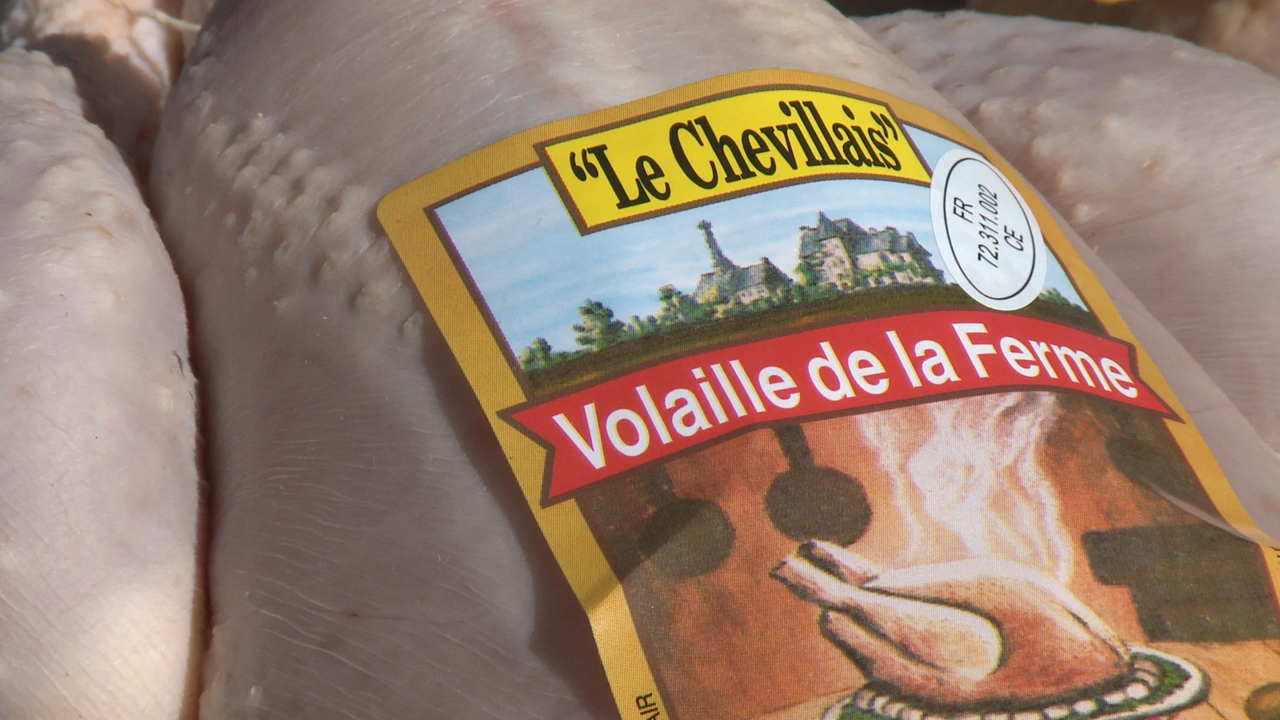 “Le Chevillais”
FR
72.311.002
CE
Volaille de la Ferme